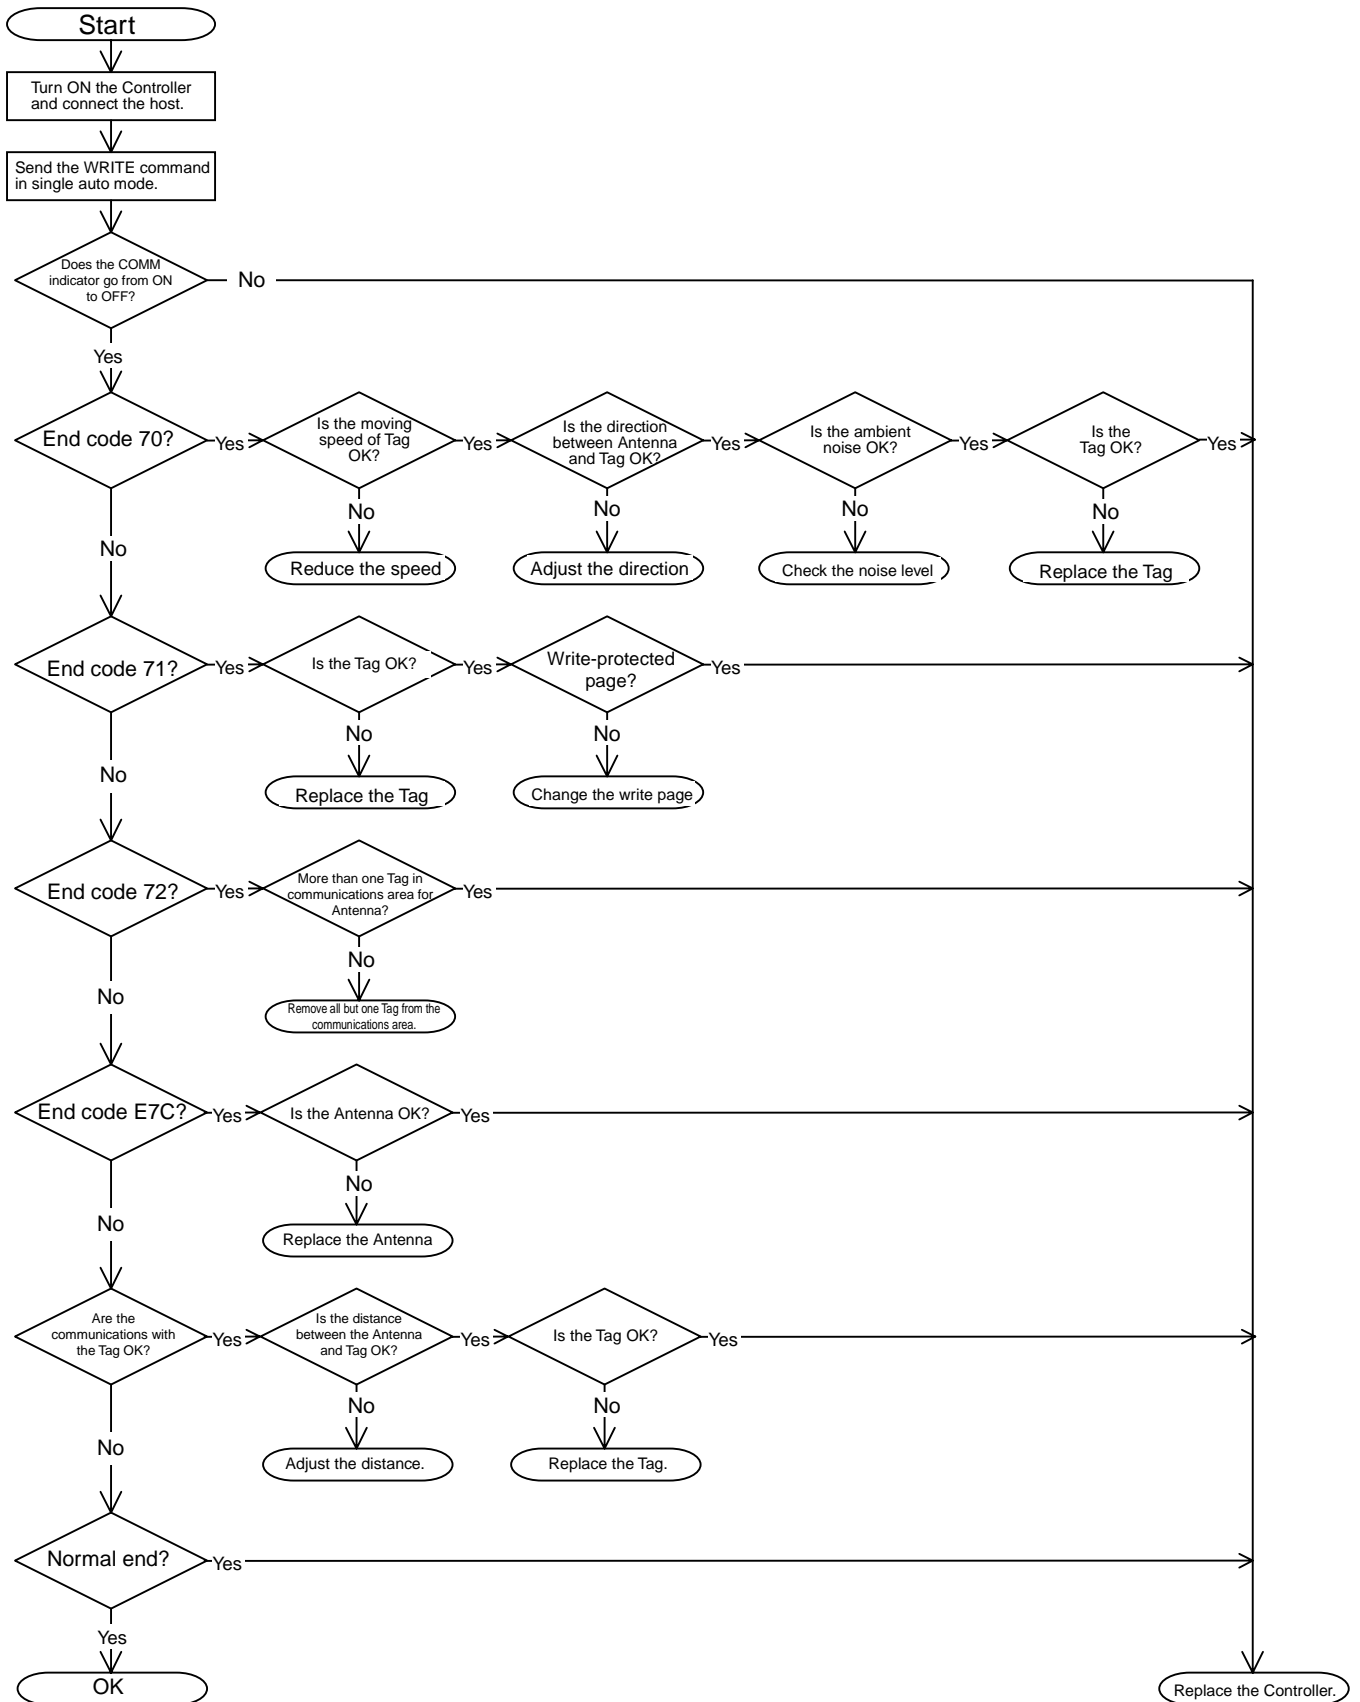 Start
Turn ON the Controller
and connect the host.
Send the WRITE command
in single auto mode.
Does the COMM
indicator go from ON
to OFF?
No
Yes
End code 70?
Yes
Is the moving
speed of Tag
OK?
Yes
Is the direction
between Antenna
and Tag OK?
Yes
Is the ambient
noise OK?
Yes
Is the
Tag OK?
Yes
No
No
No
No
No
Reduce the speed
Adjust the direction
Check the noise level
Replace the Tag
End code 71?
Yes
Is the Tag OK?
Yes
Write-protected
page?
Yes
No
No
No
Replace the Tag
Change the write page
End code 72?
Yes
More than one Tag in
communications area for
Antenna?
Yes
No
No
Remove all but one Tag from the
communications area.
End code E7C?
Yes
Is the Antenna OK?
Yes
No
No
Replace the Antenna
Are the
communications with
the Tag OK?
Yes
Is the distance
between the Antenna
and Tag OK?
Yes
Is the Tag OK?
Yes
No
No
No
Adjust the distance.
Replace the Tag.
Normal end?
Yes
Yes
OK
Replace the Controller.